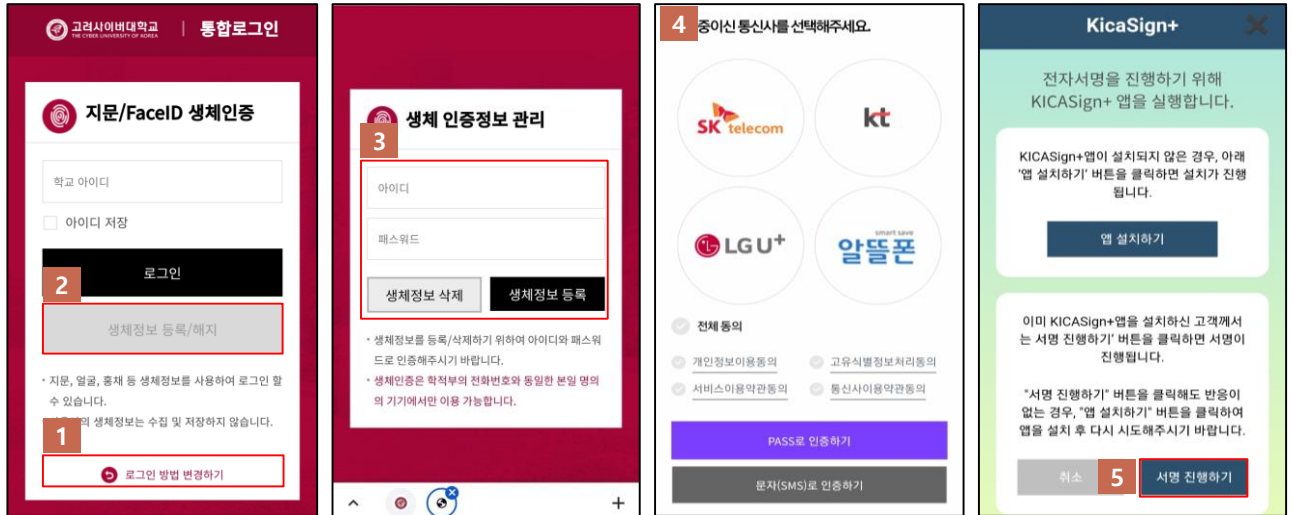 고려사이버대학교
THE CYBER UNIVERSITY OF KOREA
통합로그인
지문/FaceID 생체인증
학교 아이디
아이디 저장
로그인
2
생체정보 등록/해지
• 지문, 얼굴, 홍채 등 생체정보를 사용하여 로그인 할
수 있습니다.
의 생체정보는 수집 및 저장하지 않습니다.
1
로그인 방법 변경하기
생체 인증정보 관리
3
아이디
패스워드
생체정보 삭제
생체정보 등록
• 생체정보를 등록/삭제하기 위하여 아이디와 패스워
드로 인증해주시기 바랍니다.
• 생체인증은 학적부의 전화번호와 동일한 본일 명의
의 기기에서만 이용 가능합니다.
4
중이신 통신사를 선택해주세요.
SK telecom
kt
LG U+
smart save
알뜰폰
전체 동의
개인정보이용동의
고유식별정보처리동의
서비스이용약관동의
통신사이용약관동의
PASS로 인증하기
문자(SMS)로 인증하기
KicaSign+
전자서명을 진행하기 위해
KICASign+ 앱을 실행합니다.
KICASign+앱이 설치되지 않은 경우, 아래
'앱 설치하기' 버튼을 클릭하면 설치가 진행
됩니다.
앱 설치하기
이미 KICASign+앱을 설치하신 고객께서
는 서명 진행하기' 버튼을 클릭하면 서명이
진행됩니다.
"서명 진행하기" 버튼을 클릭해도 반응이
없는 경우, "앱 설치하기" 버튼을 클릭하여
앱을 설치 후 다시 시도해주시기 바랍니다.
취소
5
서명 진행하기